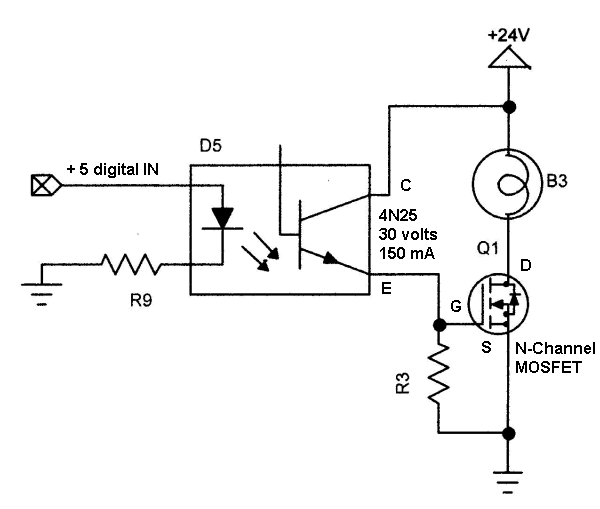 +24V
D5
+ 5 digital IN
C
B3
4N25
30 volts
150 mA
Q1
D
E
R9
G
S
N-Channel
MOSFET
R3